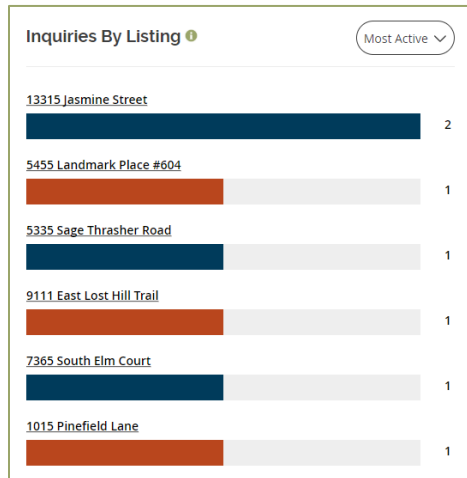 Inquiries By Listing
Most Active
13315 Jasmine Street
2
5455 Landmark Place #604
1
5335 Sage Thrasher Road
1
9111 East Lost Hill Trail
1
7365 South Elm Court
1
1015 Pinefield Lane
1